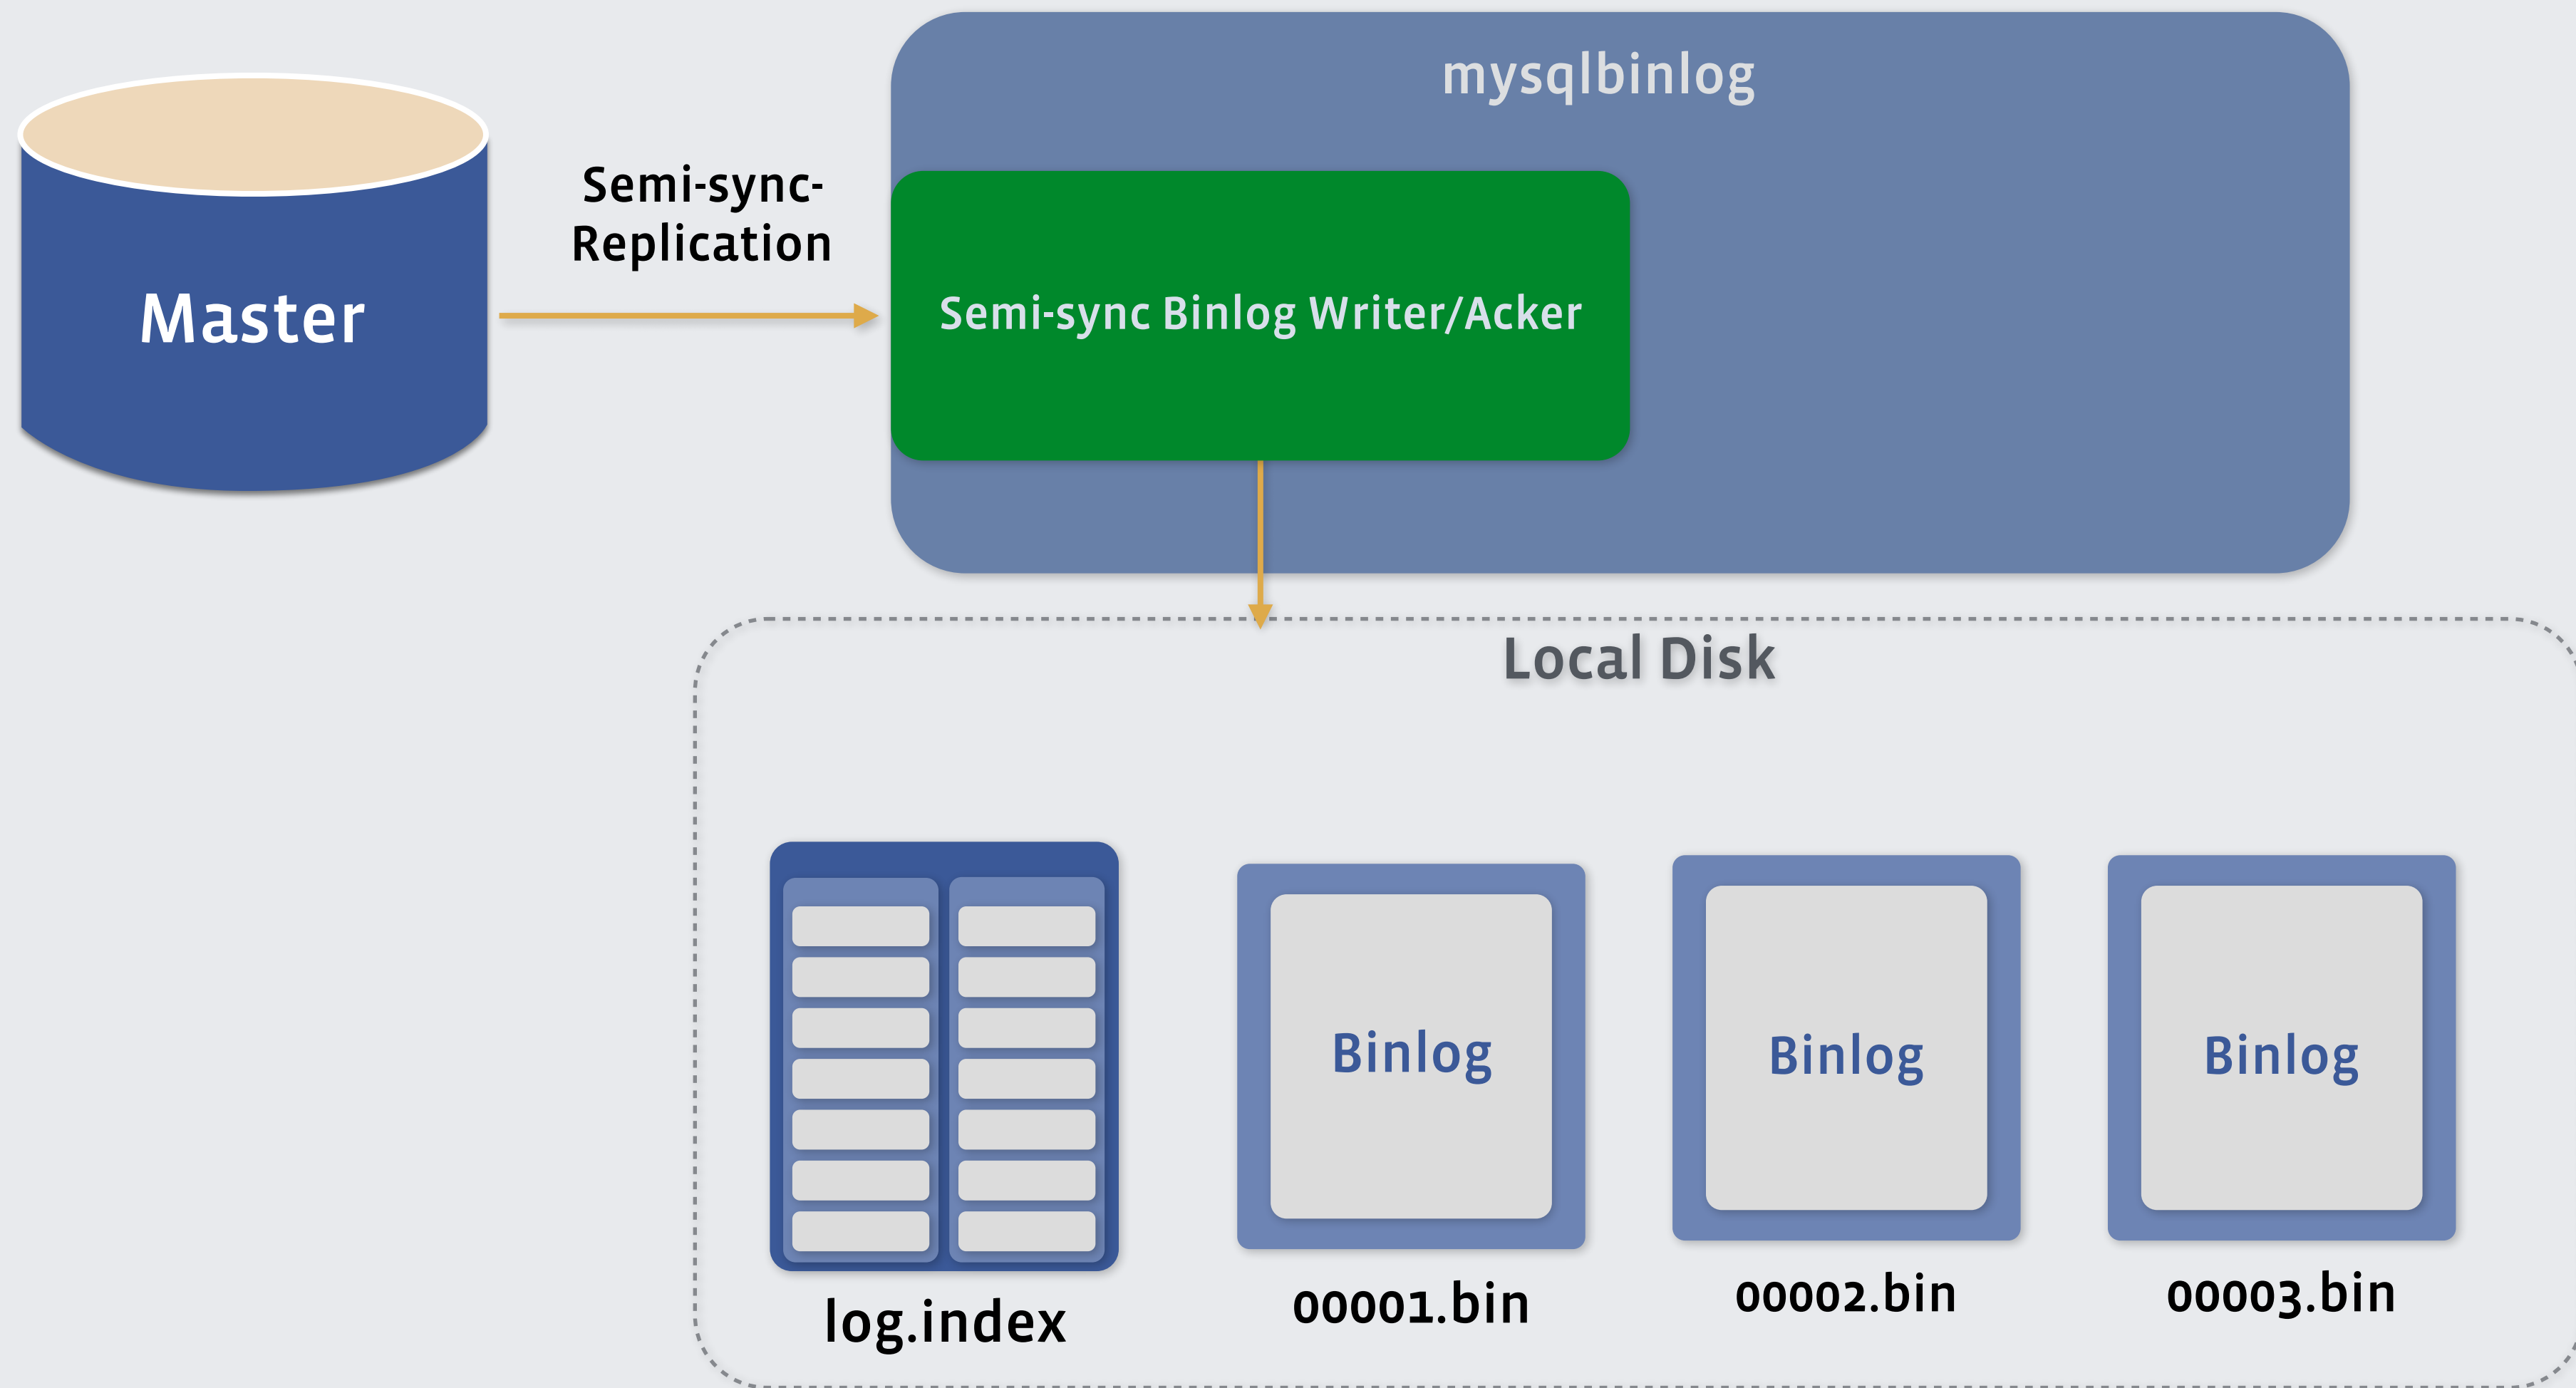 mysqlbinlog
Semi-sync-
Replication
Master
Semi-sync Binlog Writer/Acker
Local Disk
Binlog
Binlog
Binlog
log.index
00001.bin
00002.bin
00003.bin